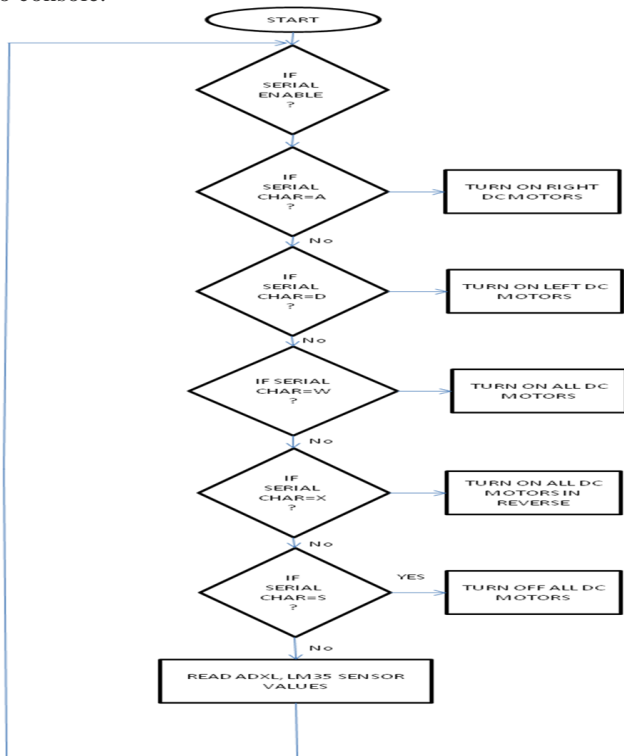 to console.
START
IF
SERIAL
ENABLE
?
IF
SERIAL
CHAR=A
?
TURN ON RIGHT
DC MOTORS
No
IF
SERIAL
CHAR=D
?
TURN ON LEFT DC
MOTORS
No
IF SERIAL
CHAR=W
?
TURN ON ALL DC
MOTORS
No
IF
SERIAL
CHAR=X
?
TURN ON ALL DC
MOTORS IN
REVERSE
No
IF
SERIAL
CHAR=S
?
YES
TURN OFF ALL DC
MOTORS
No
READ ADXL, LM35 SENSOR
VALUES